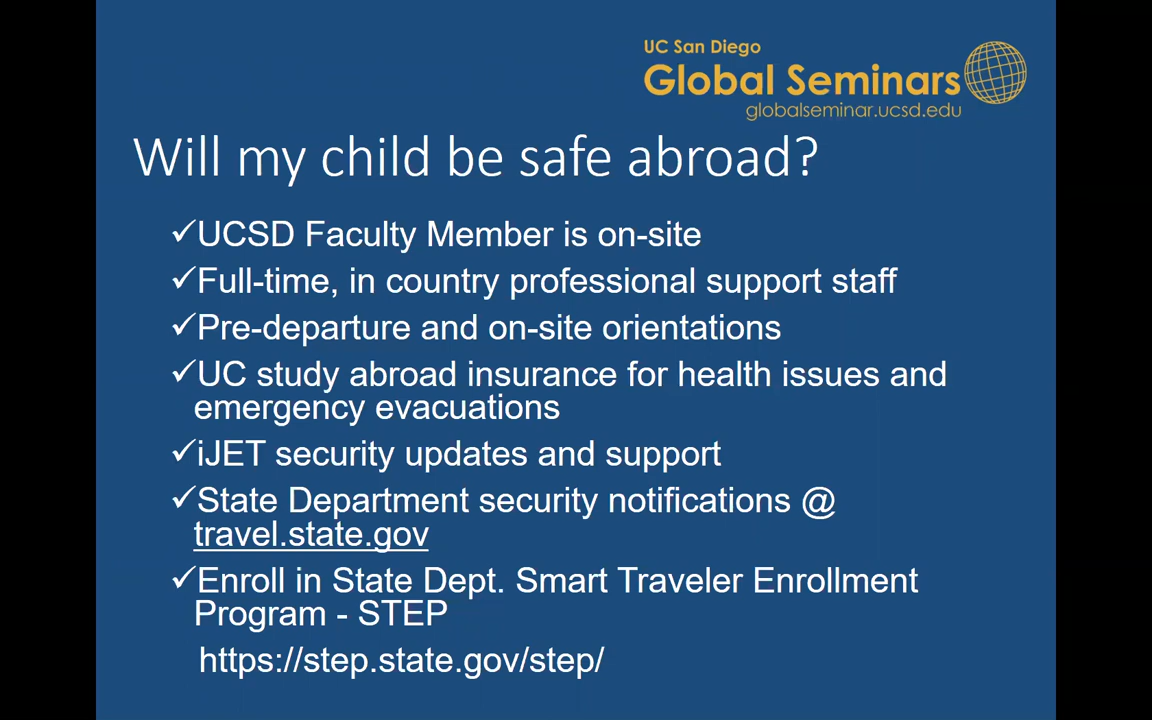 UC San Diego
Global Seminars
globalseminar.ucsd.edu
Will my child be safe abroad?
✓UCSD Faculty Member is on-site
✓Full-time, in country professional support staff
✓Pre-departure and on-site orientations
✓UC study abroad insurance for health issues and
emergency evacuations
✓iJET security updates and support
✓State Department security notifications @
travel.state.gov
✓Enroll in State Dept. Smart Traveler Enrollment
Program - STEP
https://step.state.gov/step/